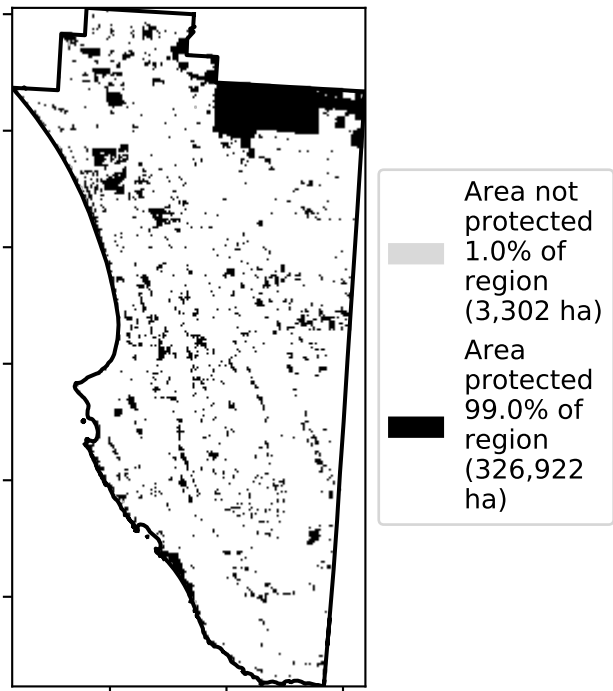 Area not
protected
1.0% of
region
(3,302 ha)
Area
protected
99.0% of
region
(326,922
ha)